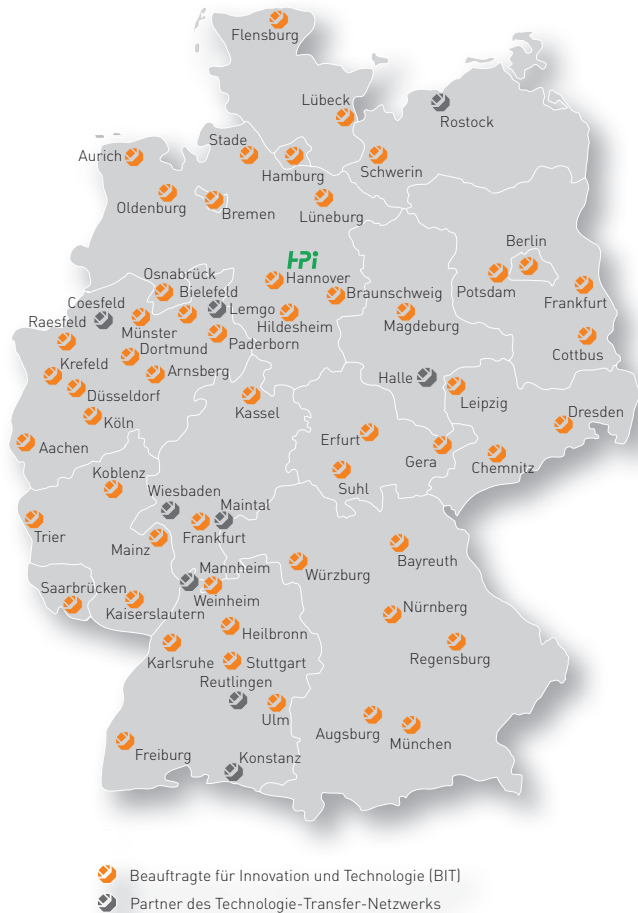 Flensburg
Lübeck
Rostock
Stade
Aurich
Hamburg
Schwerin
Oldenburg
Bremen
Lüneburg
Berlin
HPi
Osnabrück
Hannover
Potsdam
Bielefeld
Braunschweig
Frankfurt
Coesfeld
Lemgo
Raesfeld
Münster
Hildesheim
Magdeburg
Paderborn
Cottbus
Dortmund
Krefeld
Arnsberg
Halle
Düsseldorf
Kassel
Leipzig
Dresden
Köln
Erfurt
Aachen
Gera
Chemnitz
Koblenz
Suhl
Wiesbaden
Maintal
Trier
Frankfurt
Mainz
Bayreuth
Mannheim
Würzburg
Saarbrücken
Weinheim
Kaiserslautern
Nürnberg
Heilbronn
Karlsruhe
Stuttgart
Regensburg
Reutlingen
Ulm
Augsburg
München
Freiburg
Konstanz
Beauftragte für Innovation und Technologie (BIT)
Partner des Technologie-Transfer-Netzwerks